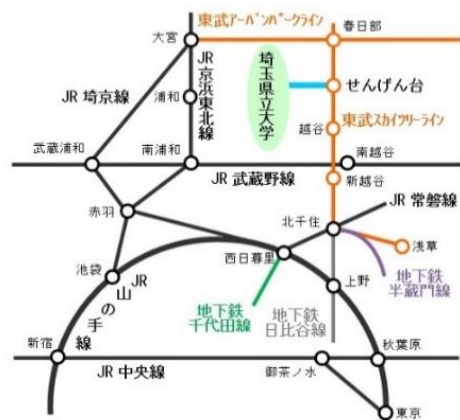 東武アーバンパークライン
大宮
春日部
JR 京浜東北線
埼玉県立大学
せんげん台
JR 埼京線
浦和
東武スカイツリーライン
越谷
武蔵浦和
南浦和
南越谷
JR 武蔵野線
新越谷
赤羽
JR 常磐線
北千住
西日暮里
浅草
池袋
JR 山の手線
上野
地下鉄
半蔵門線
地下鉄
千代田線
地下鉄
日比谷線
新宿
秋葉原
JR 中央線
御茶ノ水
東京